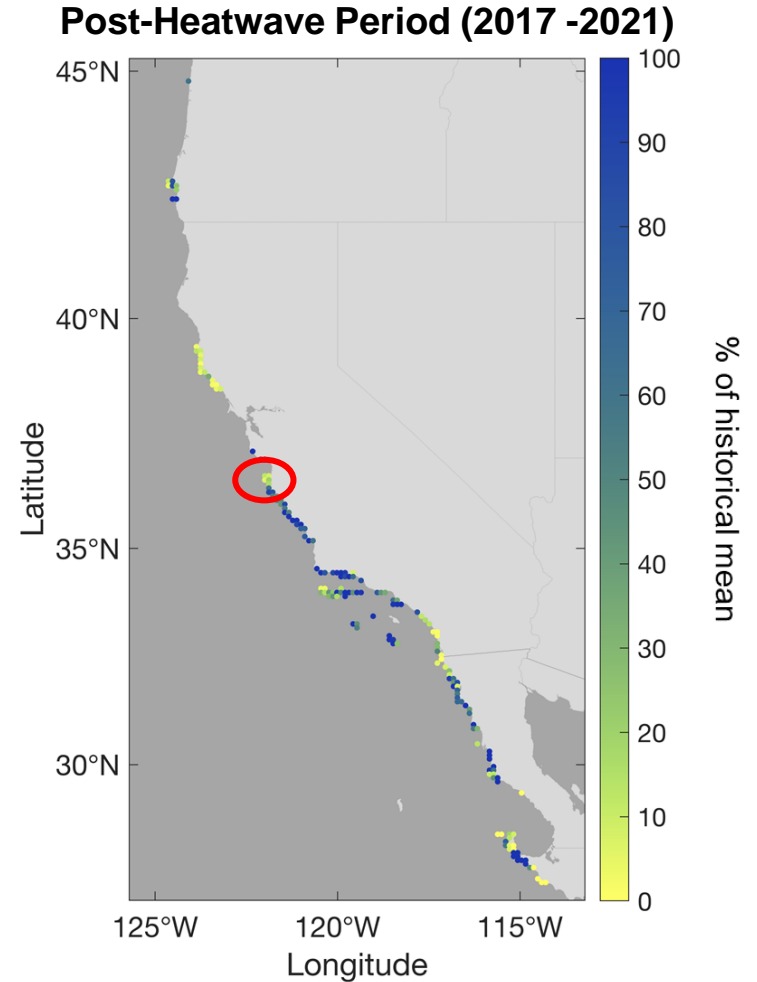 Post-Heatwave Period (2017 -2021)
45°N
40°N
35°N
30°N
Latitude
125°W
120°W
115°W
Longitude
100
90
80
70
60
50
40
30
20
10
0
% of historical mean